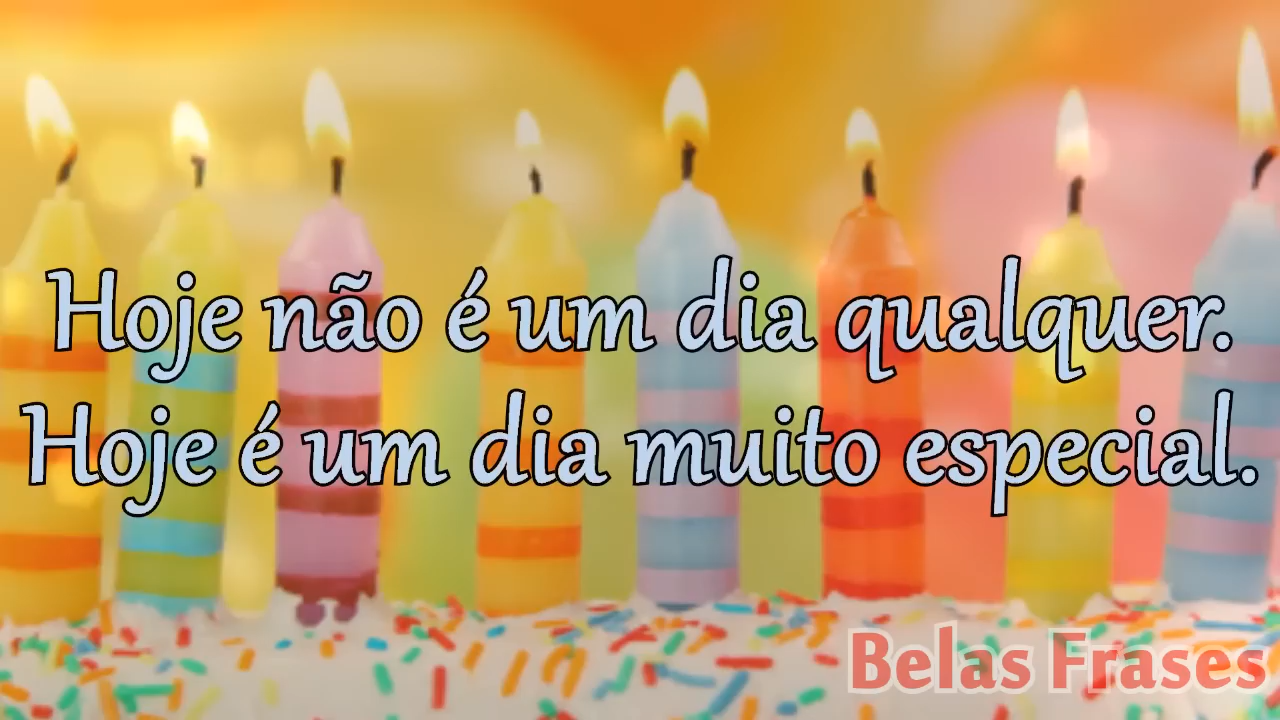 Hoje não é um dia qualquer.
Hoje é um dia muito especial.
Belas Frases